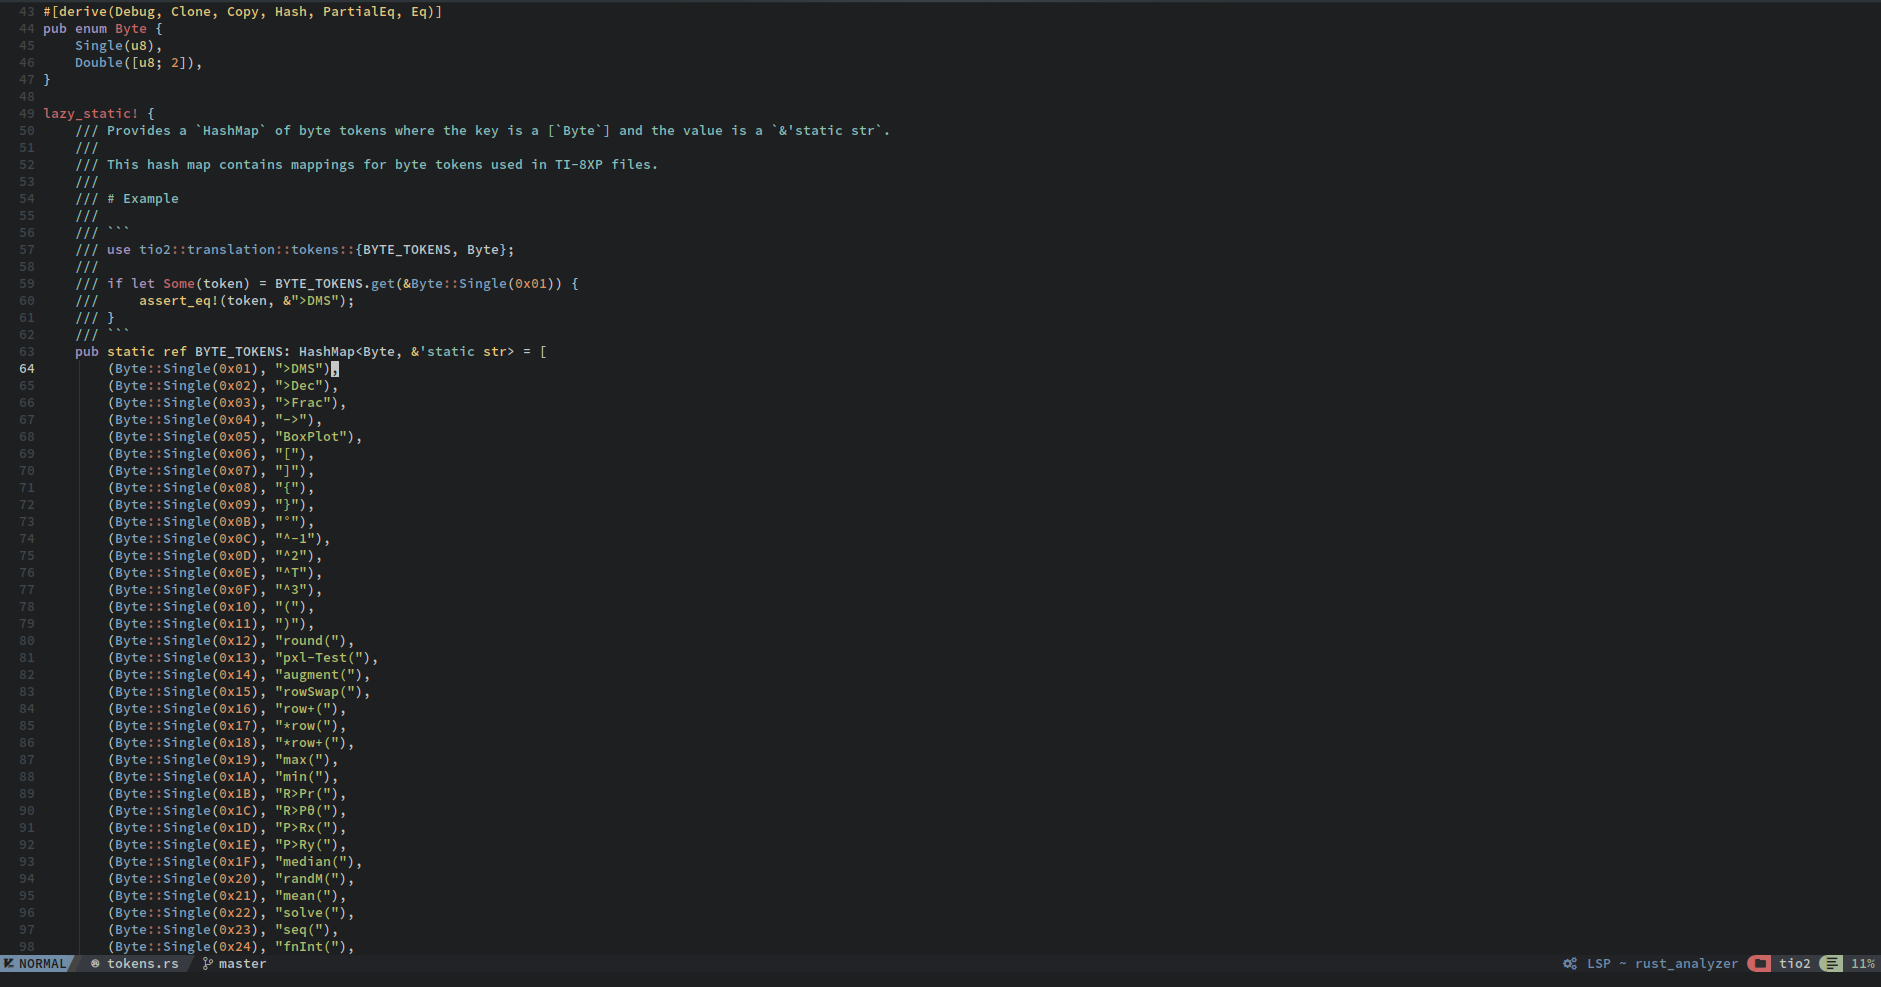 43 #[derive(Debug, Clone, Copy, Hash, PartialEq, Eq)]
44 pub enum Byte {
45     Single(u8),
46     Double([u8; 2]),
47 }
48
49 lazy_static! {
50     /// Provides a `HashMap` of byte tokens where the key is a [`Byte`] and the value is a `&'static str`.
51     ///
52     /// This hash map contains mappings for byte tokens used in TI-8XP files.
53     ///
54     /// # Example
55     ///
56     /// ```
57     /// use tio2::translation::tokens::{BYTE_TOKENS, Byte};
58     ///
59     /// if let Some(token) = BYTE_TOKENS.get(&Byte::Single(0x01)) {
60     ///     assert_eq!(token, &">DMS");
61     /// }
62     /// ```
63     pub static ref BYTE_TOKENS: HashMap<Byte, &'static str> = [
64         (Byte::Single(0x01), ">DMS"),
65         (Byte::Single(0x02), ">Dec"),
66         (Byte::Single(0x03), ">Frac"),
67         (Byte::Single(0x04), "->"),
68         (Byte::Single(0x05), "BoxPlot"),
69         (Byte::Single(0x06), "["),
70         (Byte::Single(0x07), "]"),
71         (Byte::Single(0x08), "{"),
72         (Byte::Single(0x09), "}"),
73         (Byte::Single(0x0B), "°"),
74         (Byte::Single(0x0C), "^-1"),
75         (Byte::Single(0x0D), "^2"),
76         (Byte::Single(0x0E), "^T"),
77         (Byte::Single(0x0F), "^3"),
78         (Byte::Single(0x10), "("),
79         (Byte::Single(0x11), ")"),
80         (Byte::Single(0x12), "round("),
81         (Byte::Single(0x13), "pxl-Test("),
82         (Byte::Single(0x14), "augment("),
83         (Byte::Single(0x15), "rowSwap("),
84         (Byte::Single(0x16), "row+("),
85         (Byte::Single(0x17), "*row("),
86         (Byte::Single(0x18), "*row+("),
87         (Byte::Single(0x19), "max("),
88         (Byte::Single(0x1A), "min("),
89         (Byte::Single(0x1B), "R>Pr("),
90         (Byte::Single(0x1C), "R>Pθ("),
91         (Byte::Single(0x1D), "P>Rx("),
92         (Byte::Single(0x1E), "P>Ry("),
93         (Byte::Single(0x1F), "median("),
94         (Byte::Single(0x20), "randM("),
95         (Byte::Single(0x21), "mean("),
96         (Byte::Single(0x22), "solve("),
97         (Byte::Single(0x23), "seq("),
98         (Byte::Single(0x24), "fnInt("),
NORMAL tokens.rs master LSP ~ rust_analyzer tio2 11%